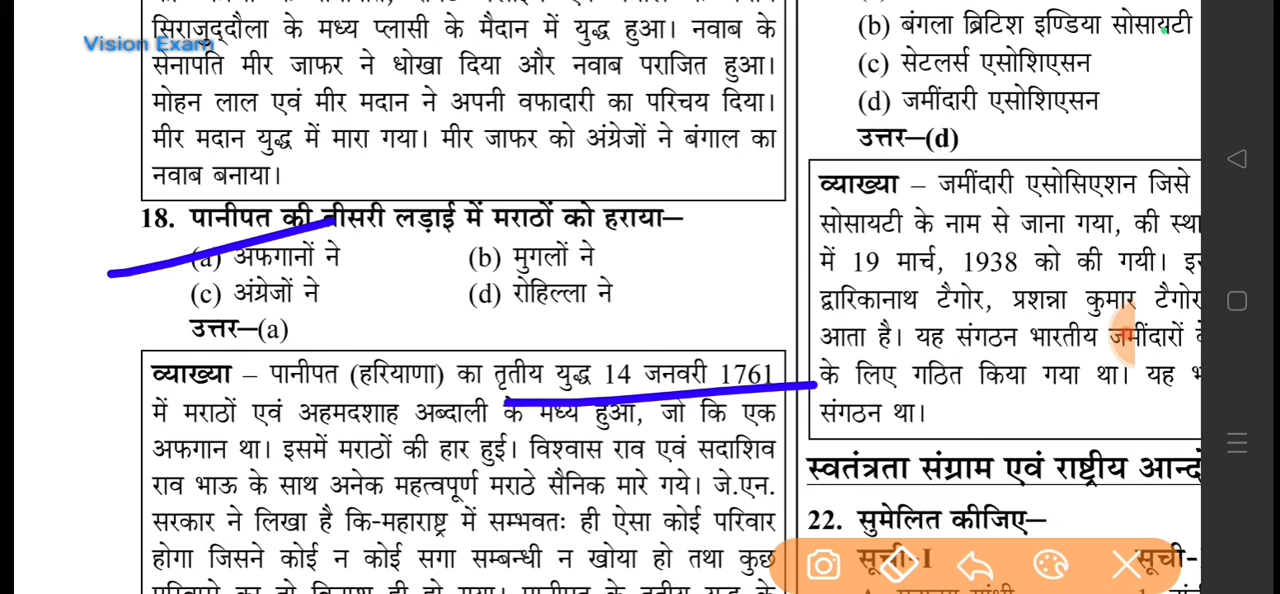 सिराजुद्दौला के मध्य प्लासी के मैदान में युद्ध हुआ। नवाब के
Vision Exam
सेनापति मीर जाफर ने धोखा दिया और नवाब पराजित हुआ।
मोहन लाल एवं मीर मदान ने अपनी वफादारी का परिचय दिया।
मीर मदान युद्ध में मारा गया। मीर जाफर को अंग्रेजों ने बंगाल का
नवाब बनाया।
18. पानीपत की तीसरी लड़ाई में मराठों को हराया–
(a) अफगानों ने (b) मुगलों ने
(c) अंग्रेजों ने (d) रोहिल्ला ने
उत्तर–(a)
व्याख्या – पानीपत (हरियाणा) का तृतीय युद्ध 14 जनवरी 1761
में मराठों एवं अहमदशाह अब्दाली के मध्य हुआ, जो कि एक
अफगान था। इसमें मराठों की हार हुई। विश्वास राव एवं सदाशिव
राव भाऊ के साथ अनेक महत्वपूर्ण मराठे सैनिक मारे गये। जे.एन.
सरकार ने लिखा है कि-महाराष्ट्र में सम्भवतः ही ऐसा कोई परिवार
होगा जिसने कोई न कोई सगा सम्बन्धी न खोया हो तथा कुछ
(b) बंगला ब्रिटिश इण्डिया सोसायटी
(c) सेटलर्स एसोशिएसन
(d) जमींदारी एसोशिएसन
उत्तर–(d)
व्याख्या – जमींदारी एसोसिएशन जिसे
सोसायटी के नाम से जाना गया, की
में 19 मार्च, 1938 को की गयी।
द्वारिकानाथ टैगोर, प्रशन्ना कुमार टैगोर
आता है। यह संगठन भारतीय जमींदारों
के लिए गठित किया गया था। यह
संगठन था।
स्वतंत्रता संग्राम एवं राष्ट्रीय
22. सुमेलित कीजिए–
सूची-I सूची-